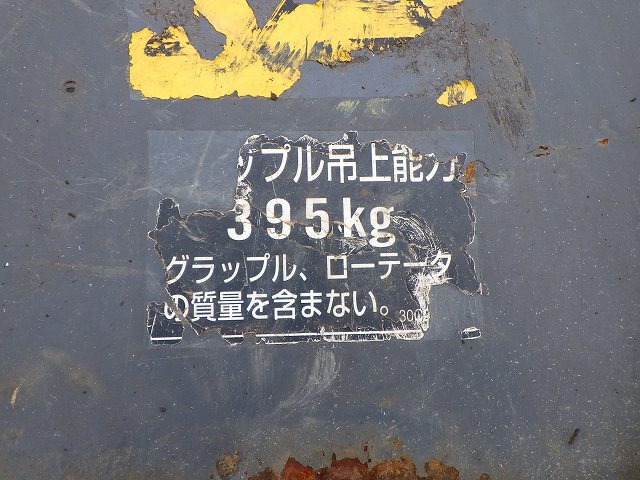 ップル吊上能力
395kg
グラップル、ローテータ
の質量を含まない。
300